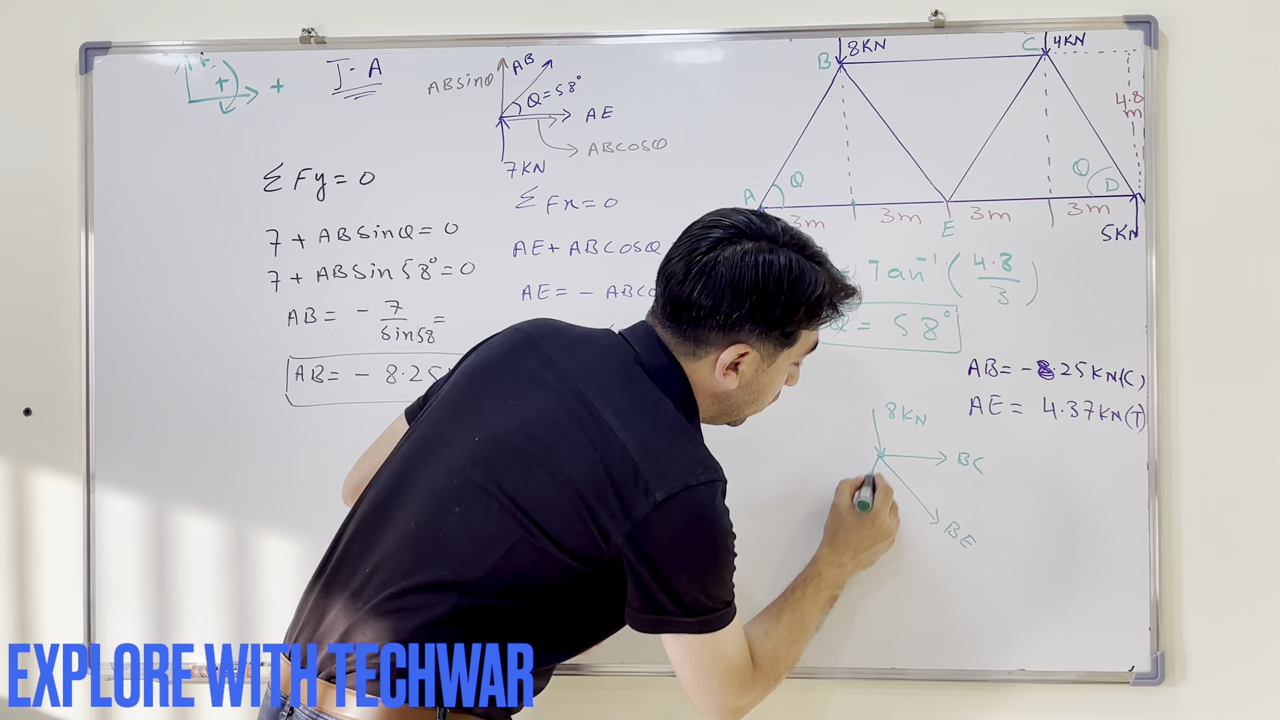 +
+
J-A
ABsinθ
AB
θ=58°
AE
ABCOSθ
7KN
ΣFy=0
7+ABsinθ=0
7+ABsin58°=0
AB= - 7/sin58 =
AB= - 8.25
ΣFx=0
AE+ABCOSθ
AE= -ABCO
8KN
4KN
B
C
4.8
m
A
θ
θ
D
3m
3m
3m
3m
E
5KN
= Tan⁻¹ (4.8/3)
θ= 58°
AB= -8.25KN(C)
AE= 4.37KN(T)
8KN
BC
BE
EXPLORE WITH TECHWAR